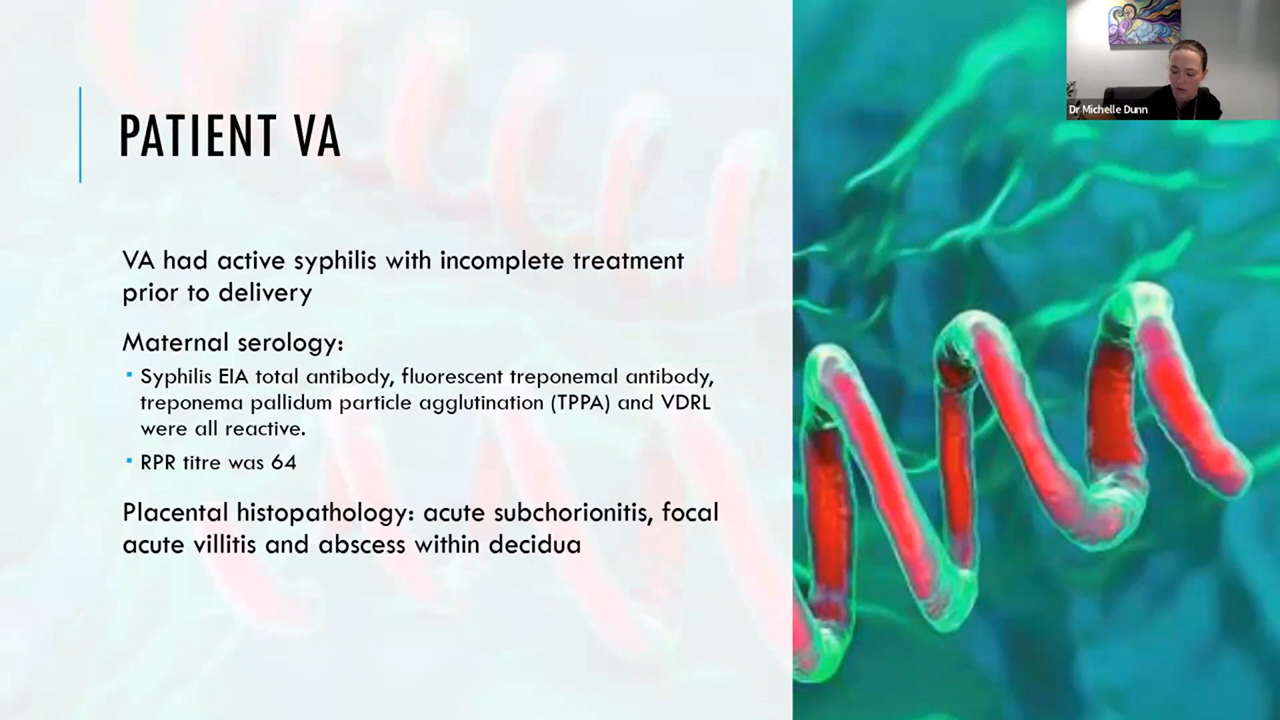 Dr Michelle Dunn
PATIENT VA
VA had active syphilis with incomplete treatment
prior to delivery
Maternal serology:
Syphilis EIA total antibody, fluorescent treponemal antibody,
treponema pallidum particle agglutination (TPPA) and VDRL
were all reactive.
RPR titre was 64
Placental histopathology: acute subchorionitis, focal
acute villitis and abscess within decidua